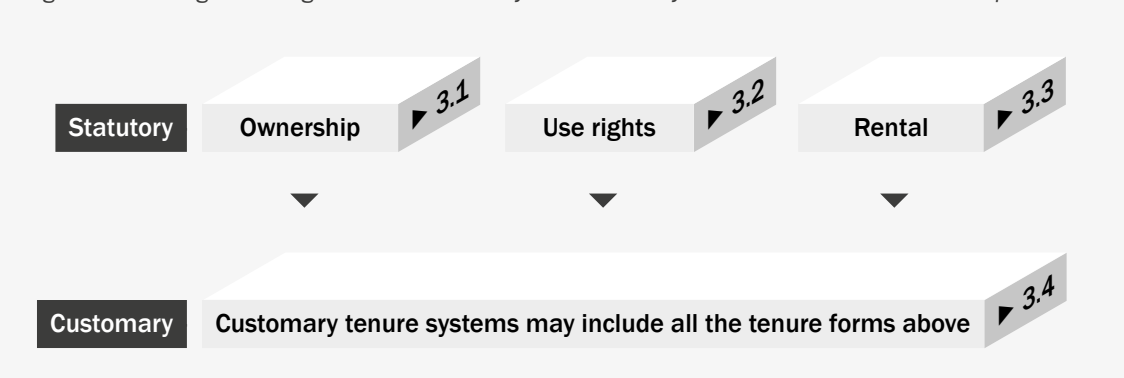 Statutory
Ownership
3.1
Use rights
3.2
Rental
3.3
Customary
Customary tenure systems may include all the tenure forms above
3.4